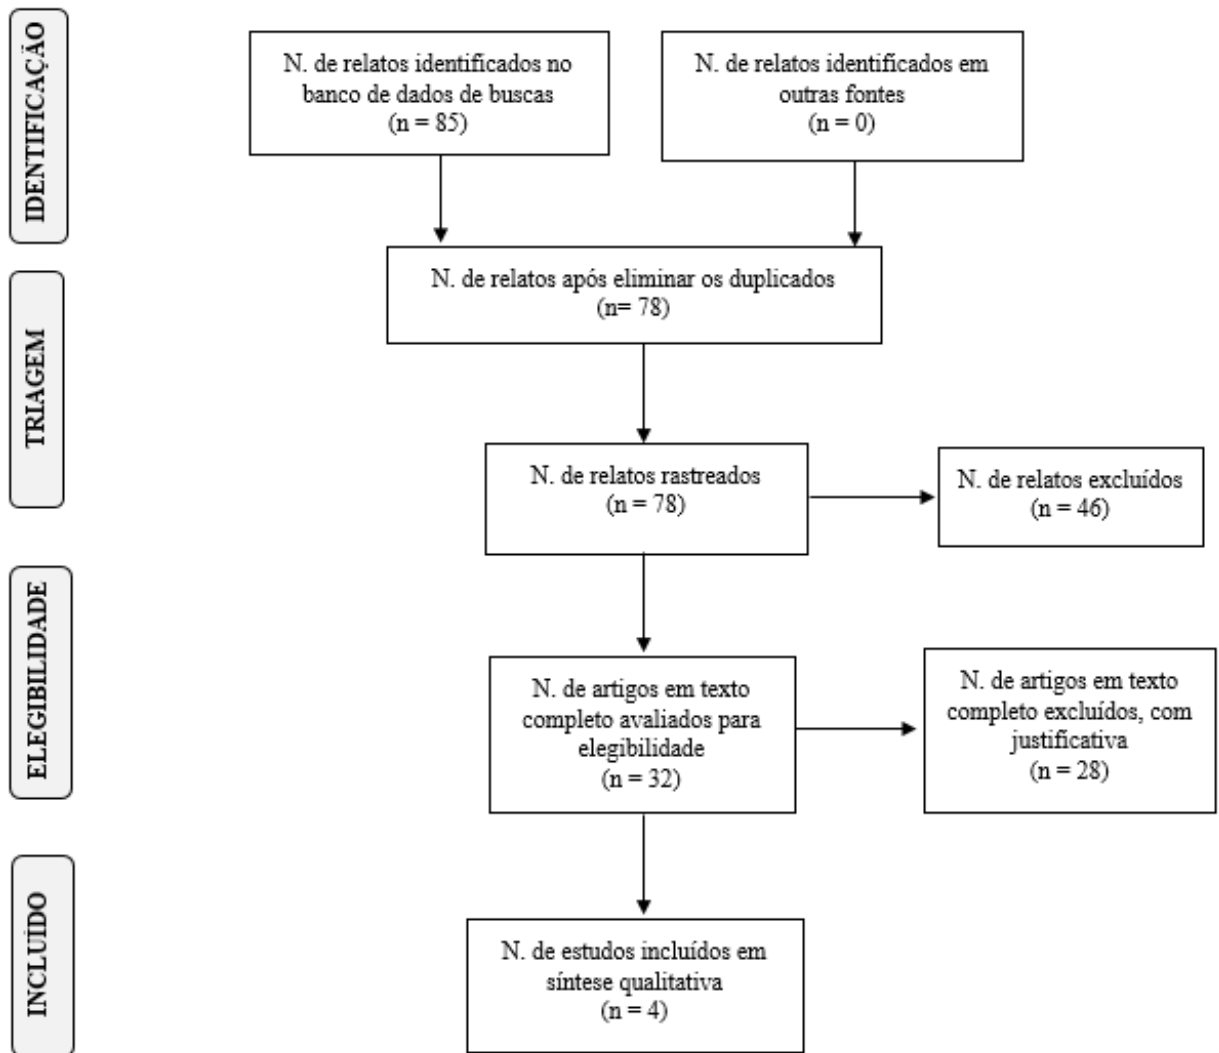 IDENTIFICAÇÃO
N. de relatos identificados no
banco de dados de buscas
(n = 85)
N. de relatos identificados em
outras fontes
(n = 0)
N. de relatos após eliminar os duplicados
(n= 78)
TRIAGEM
N. de relatos rastreados
(n = 78)
N. de relatos excluídos
(n = 46)
ELEGIBILIDADE
N. de artigos em texto
completo avaliados para
elegibilidade
(n = 32)
N. de artigos em texto
completo excluídos, com
justificativa
(n = 28)
INCLUÍDO
N. de estudos incluídos em
síntese qualitativa
(n = 4)